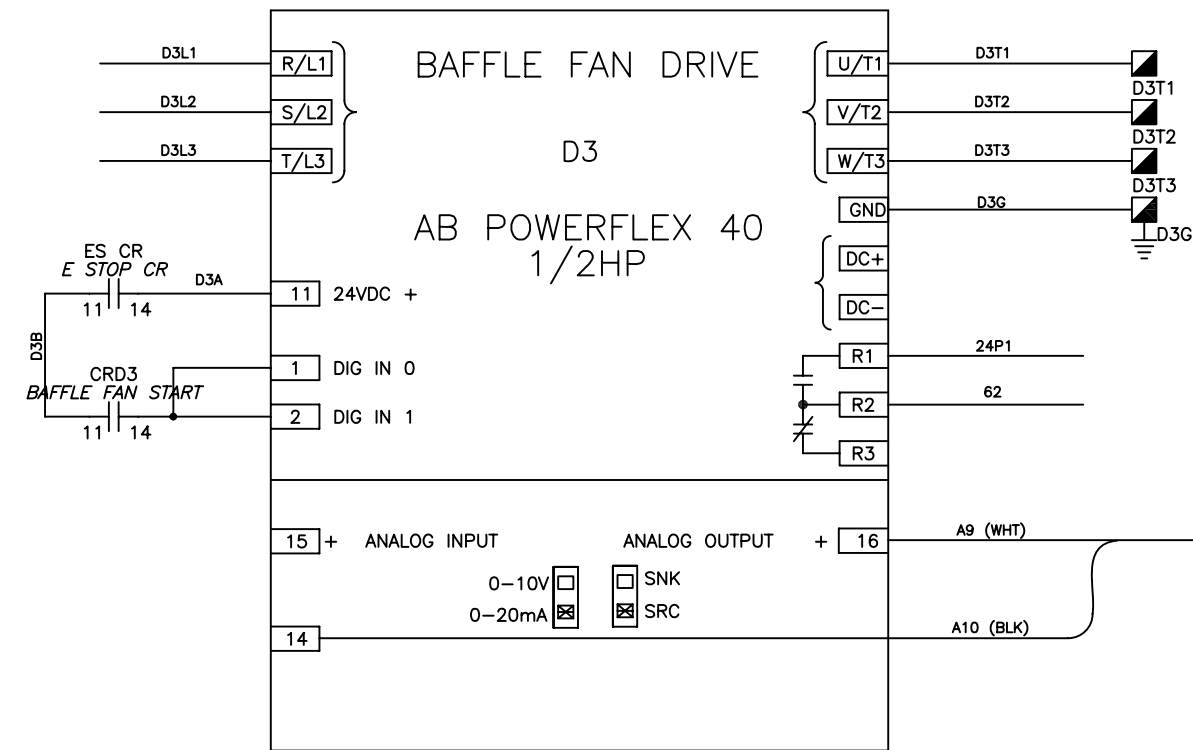 D3L1
R/L1
BAFFLE FAN DRIVE
U/T1
D3T1
D3T1
D3L2
S/L2
V/T2
D3T2
D3T2
D3L3
T/L3
D3
W/T3
D3T3
D3T3
GND
D3G
D3G
AB POWERFLEX 40
1/2HP
ES CR
E STOP CR
D3A
11 14
11
24VDC +
DC+
DC-
D3B
CRD3
BAFFLE FAN START
11 14
1
DIG IN 0
2
DIG IN 1
R1
24P1
R2
62
R3
15 + ANALOG INPUT
ANALOG OUTPUT + 16
A9 (WHT)
0-10V
SNK
0-20mA
SRC
14
A10 (BLK)